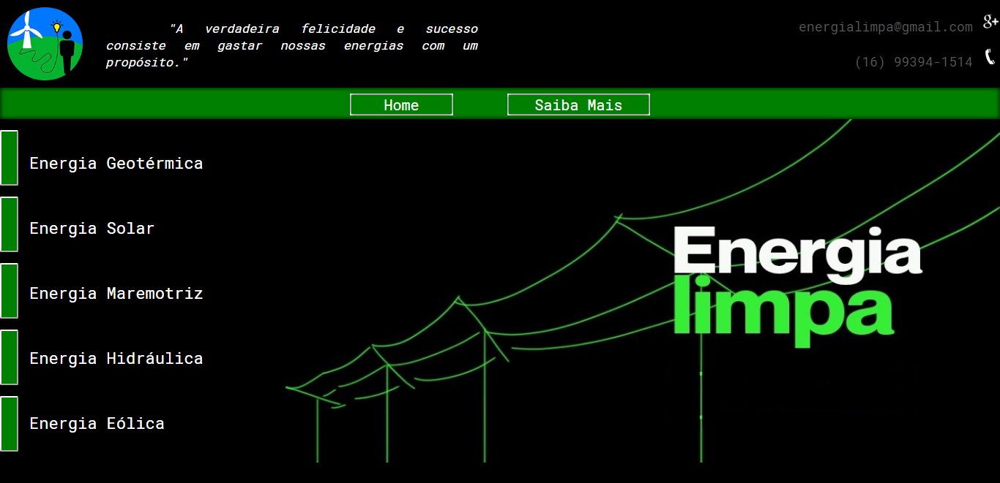 "A verdadeira felicidade e sucesso
consiste em gastar nossas energias com um
propósito."
energialimpa@gmail.com
g+
(16) 99394-1514
Home
Saiba Mais
Energia Geotérmica
Energia Solar
Energia Maremotriz
Energia Hidráulica
Energia Eólica
Energia
limpa